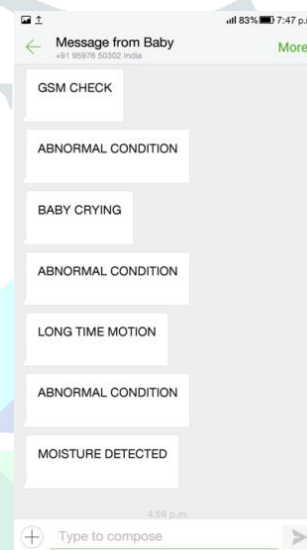 83% 7:47 p.m
Message from Baby
+91 95976 50302 India
More
GSM CHECK
ABNORMAL CONDITION
BABY CRYING
ABNORMAL CONDITION
LONG TIME MOTION
ABNORMAL CONDITION
MOISTURE DETECTED
4:59 p.m.
Type to compose